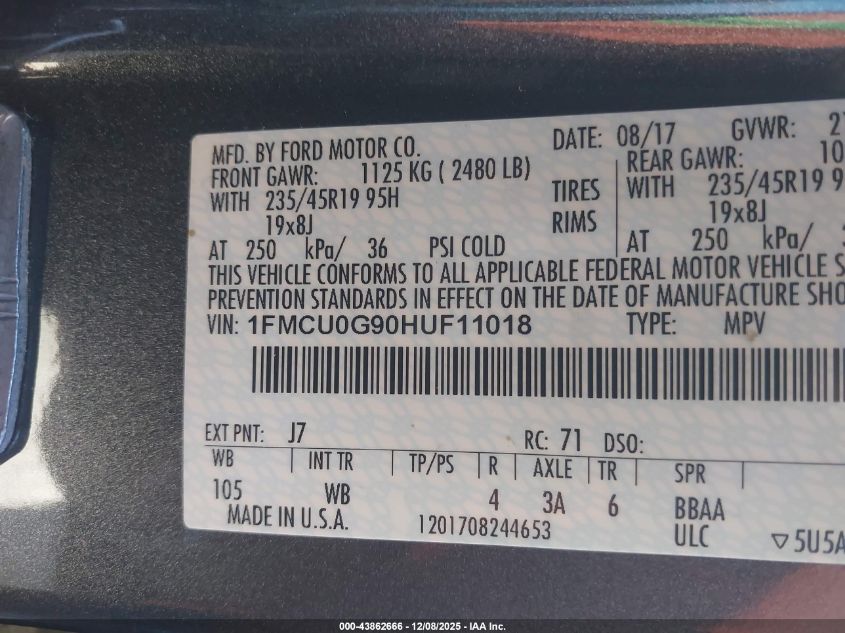 MFD. BY FORD MOTOR CO. DATE: 08/17 GVWR:
FRONT GAWR: 1125 KG ( 2480 LB) REAR GAWR: 10
WITH 235/45R19 95H TIRES WITH 235/45R19 9
19x8J RIMS 19x8J
AT 250 kPa/ 36 PSI COLD AT 250 kPa/
THIS VEHICLE CONFORMS TO ALL APPLICABLE FEDERAL MOTOR VEHICLE S
PREVENTION STANDARDS IN EFFECT ON THE DATE OF MANUFACTURE SHO
VIN: 1FMCU0G90HUF11018 TYPE: MPV
EXT PNT: J7 RC: 71 DSO:
WB INT TR TP/PS R AXLE TR SPR
105 WB 4 3A 6 BBAA
MADE IN U.S.A. 1201708244653 ULC ▽5U5A
000-43862666 - 12/08/2025 - IAA Inc.